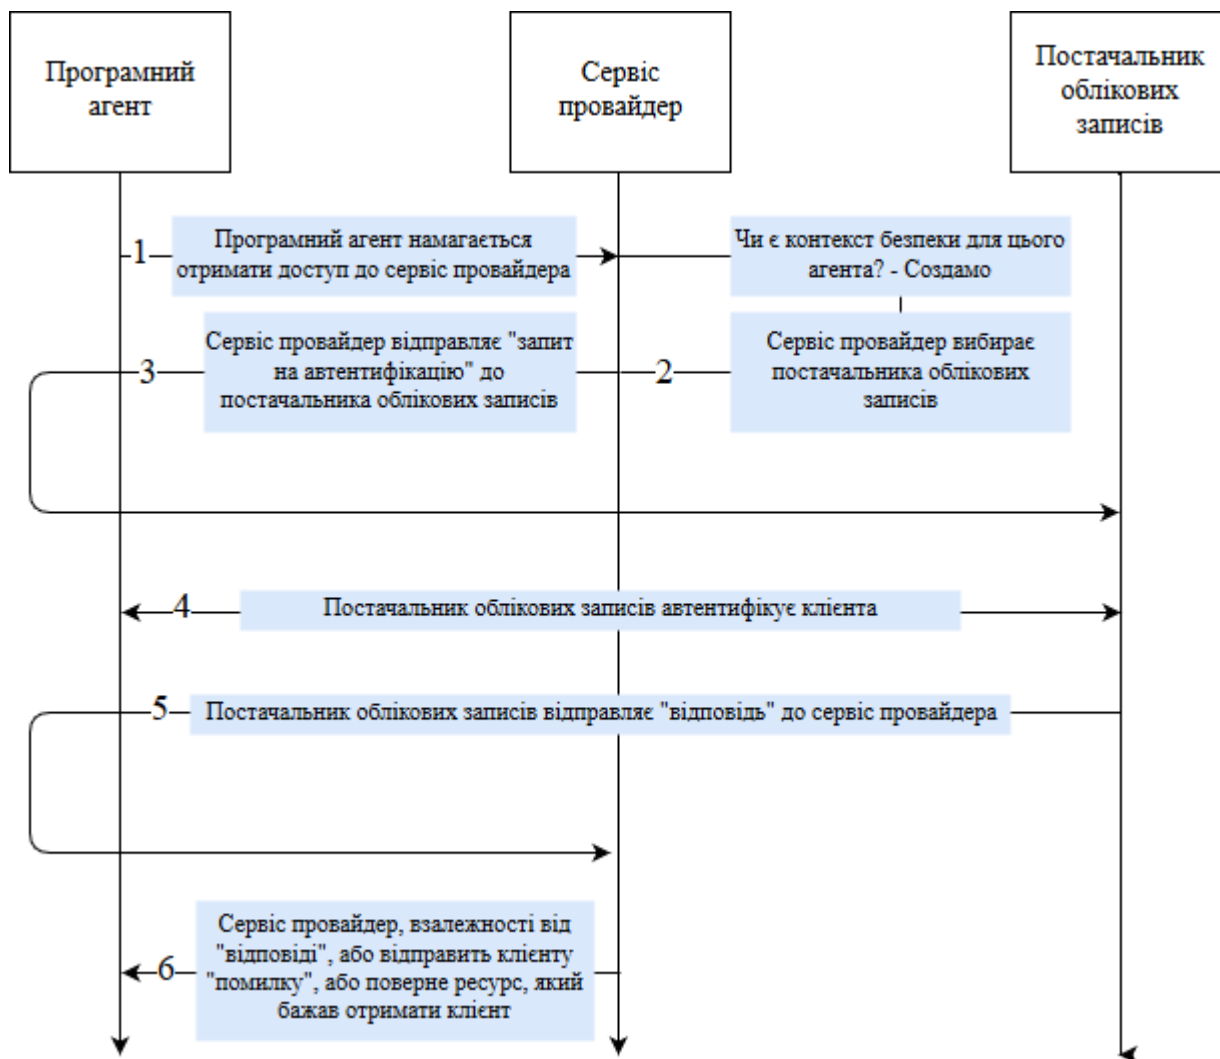 Програмний
агент
Сервіс
провайдер
Постачальник
облікових
записів
1
Програмний агент намагається
отримати доступ до сервіс провайдера
Чи є контекст безпеки для цього
агента? - Создамо
3
Сервіс провайдер відправляє "запит
на автентифікацію" до
постачальника облікових записів
2
Сервіс провайдер вибирає
постачальника облікових
записів
4
Постачальник облікових записів автентифікує клієнта
5
Постачальник облікових записів відправляє "відповідь" до сервіс провайдера
6
Сервіс провайдер, взалежності від
"відповіді", або відправить клієнту
"помилку", або поверне ресурс, який
бажав отримати клієнт